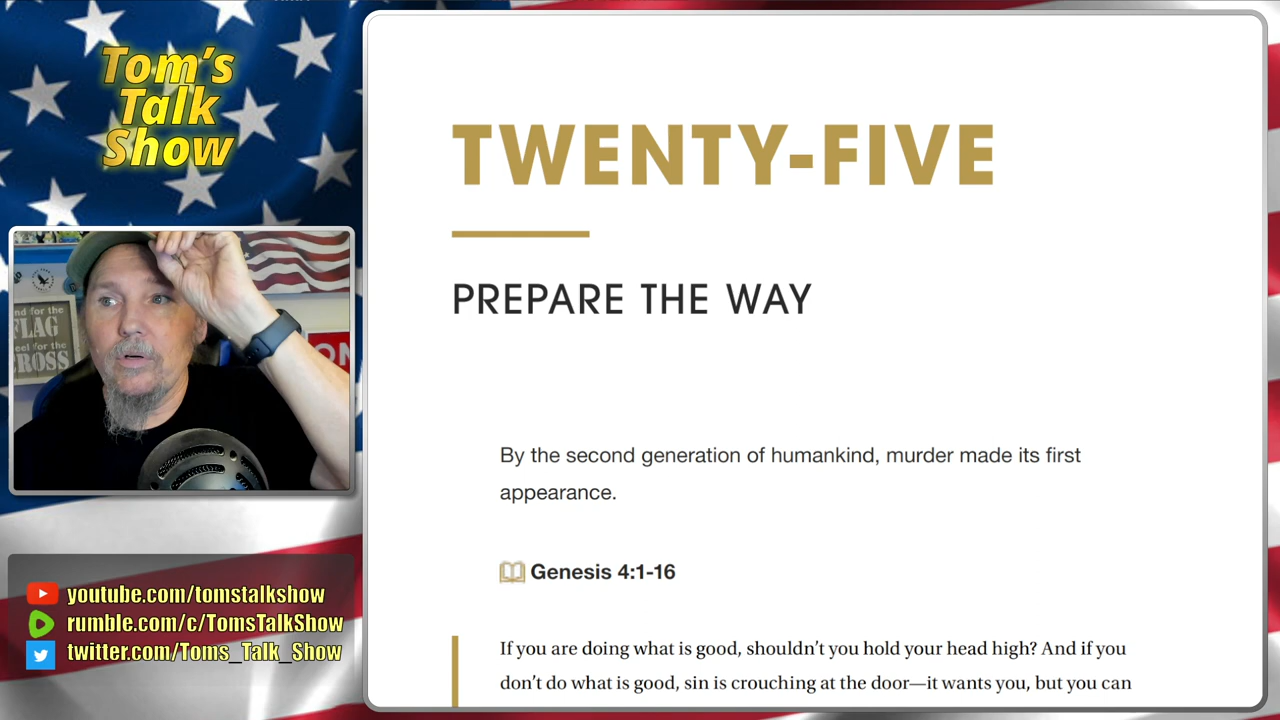 Tom's
Talk
Show
FLAG
youtube.com/tomstalkshow
rumble.com/c/TomsTalkShow
twitter.com/Toms_Talk_Show
TWENTY-FIVE
PREPARE THE WAY
By the second generation of humankind, murder made its first
appearance.
Genesis 4:1-16
If you are doing what is good, shouldn't you hold your head high? And if you
don't do what is good, sin is crouching at the door—it wants you, but you can